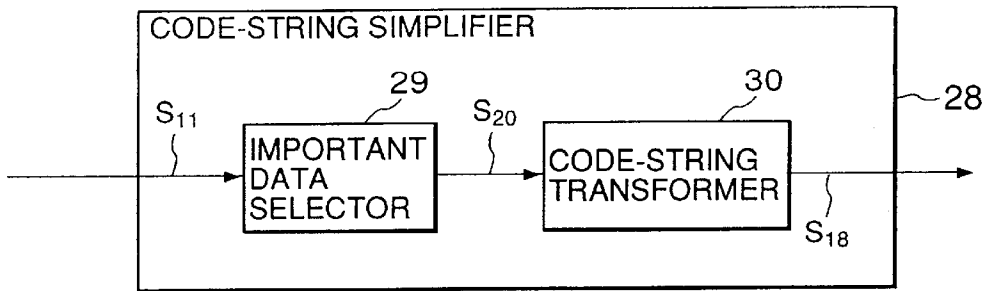 CODE-STRING SIMPLIFIER
29
30
28
S11
S20
IMPORTANT
DATA
SELECTOR
CODE-STRING
TRANSFORMER
S18